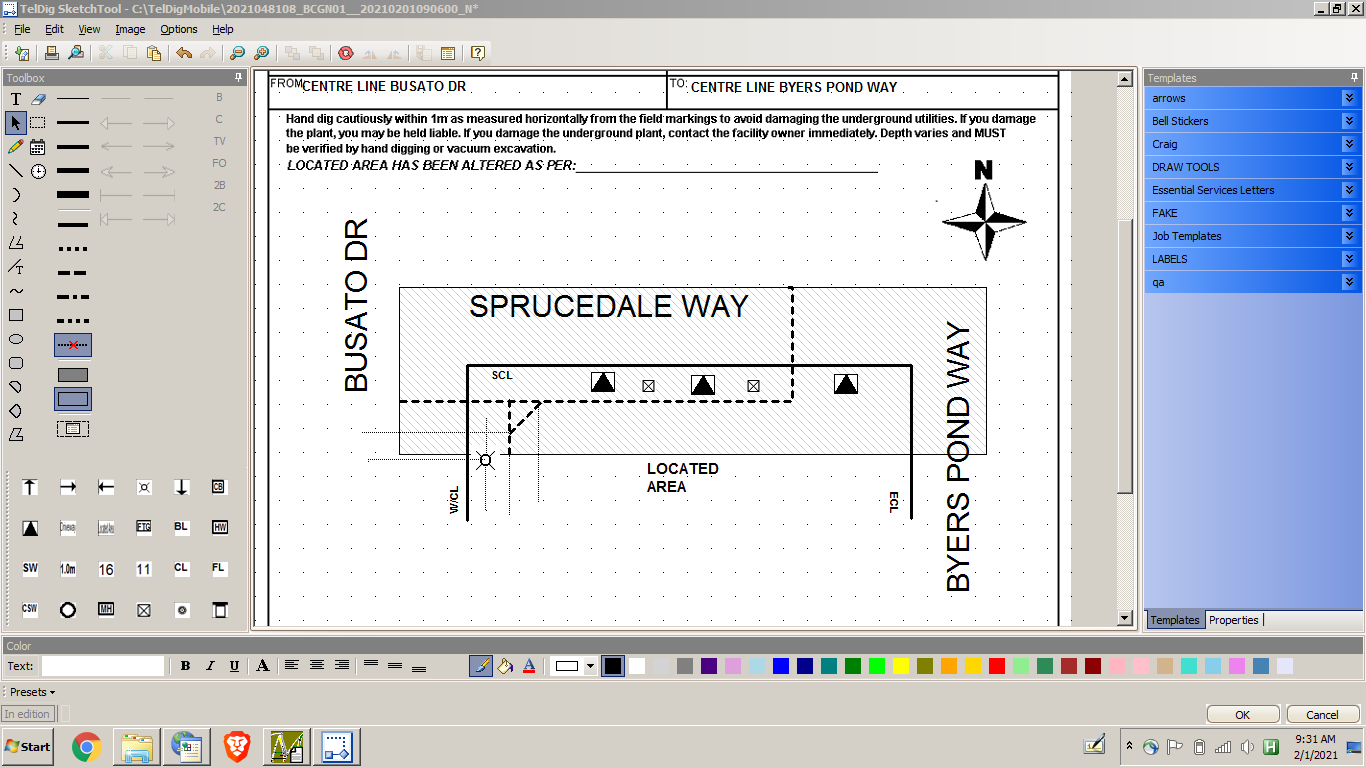 TelDig SketchTool - C:\TelDigMobile\2021048108_BCGN01__20210201090600_N*
File Edit View Image Options Help
Toolbox
B
C
TV
FO
2B
2C
T
T
CB
FTG
BL
HW
SW
1.0m
16
11
CL
FL
CSW
MH
FROM: CENTRE LINE BUSATO DR
TO: CENTRE LINE BYERS POND WAY
Hand dig cautiously within 1m as measured horizontally from the field markings to avoid damaging the underground utilities. If you damage
the plant, you may be held liable. If you damage the underground plant, contact the facility owner immediately. Depth varies and MUST
be verified by hand digging or vacuum excavation.
LOCATED AREA HAS BEEN ALTERED AS PER:
N
BUSATO DR
SPRUCEDALE WAY
SCL
BYERS POND WAY
LOCATED
AREA
W/CL
ECL
Templates
arrows
Bell Stickers
Craig
DRAW TOOLS
Essential Services Letters
FAKE
Job Templates
LABELS
qa
Templates Properties
Color
Text:
B I U A
A
Presets
In edition
OK Cancel
Start
H
9:31 AM
2/1/2021